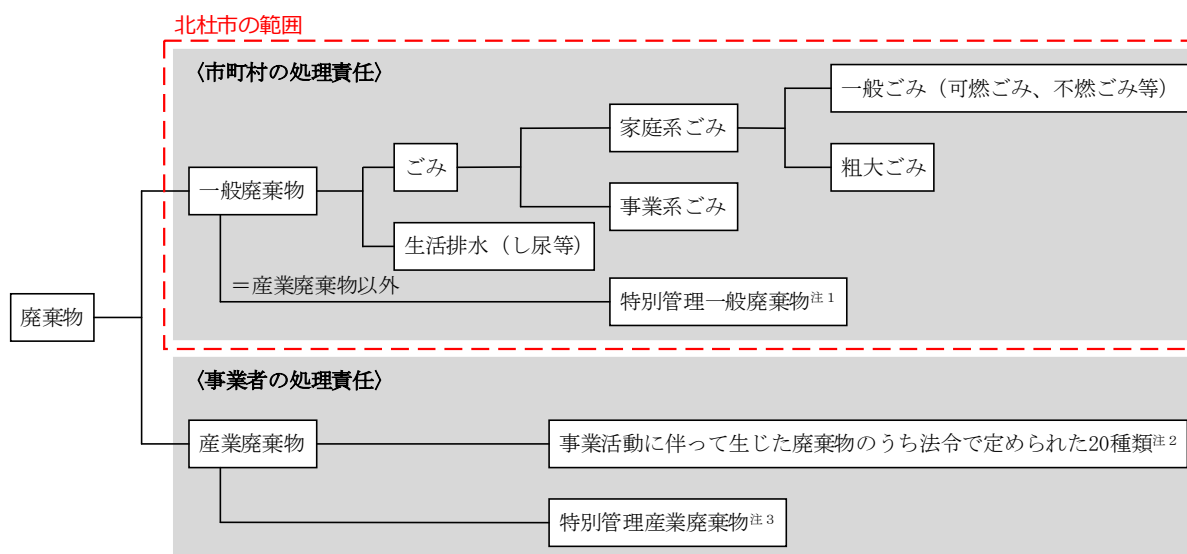 北杜市の範囲
〈市町村の処理責任〉
一般ごみ（可燃ごみ、不燃ごみ等）
家庭系ごみ
ごみ
粗大ごみ
一般廃棄物
事業系ごみ
生活排水（し尿等）
＝産業廃棄物以外
特別管理一般廃棄物注１
廃棄物
〈事業者の処理責任〉
産業廃棄物
事業活動に伴って生じた廃棄物のうち法令で定められた20種類注２
特別管理産業廃棄物注３